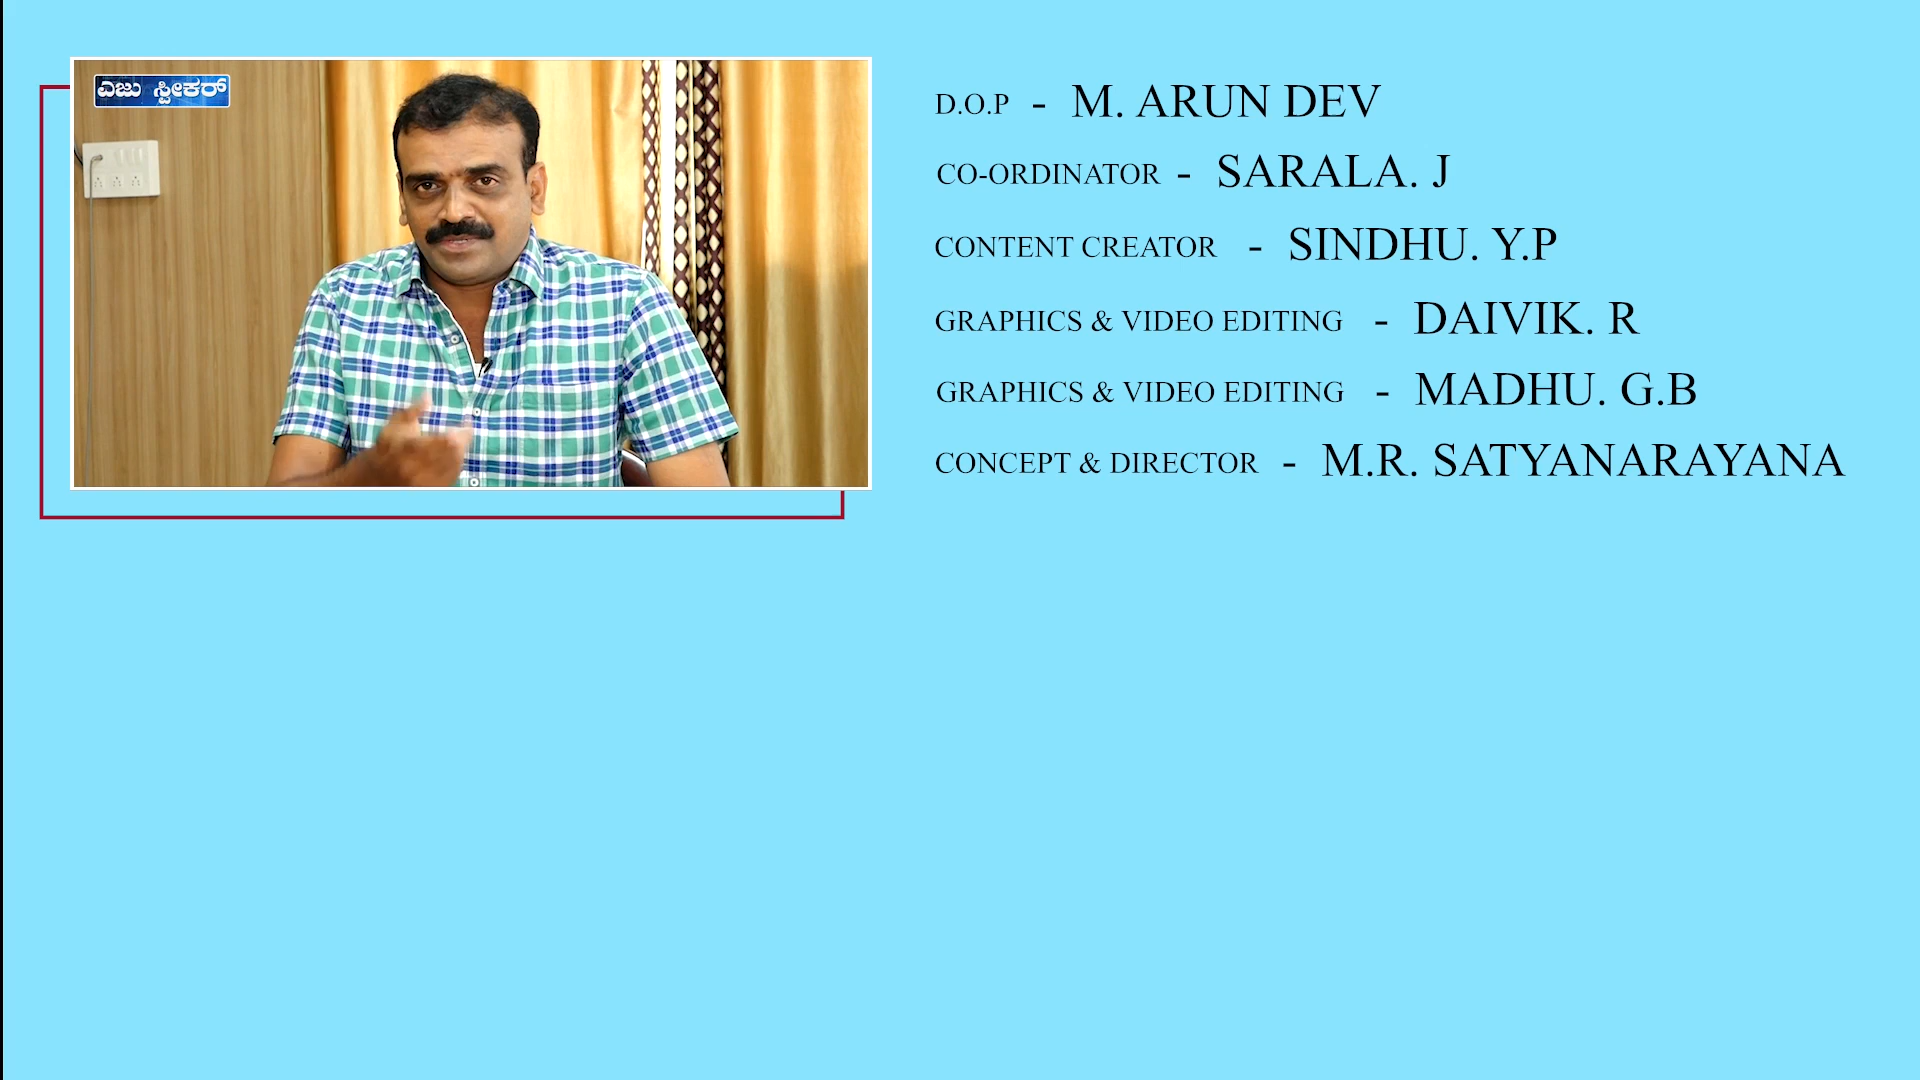 ಎಜು ಸ್ಪೀಕರ್
D.O.P - M. ARUN DEV
CO-ORDINATOR - SARALA. J
CONTENT CREATOR - SINDHU. Y.P
GRAPHICS & VIDEO EDITING - DAIVIK. R
GRAPHICS & VIDEO EDITING - MADHU. G.B
CONCEPT & DIRECTOR - M.R. SATYANARAYANA